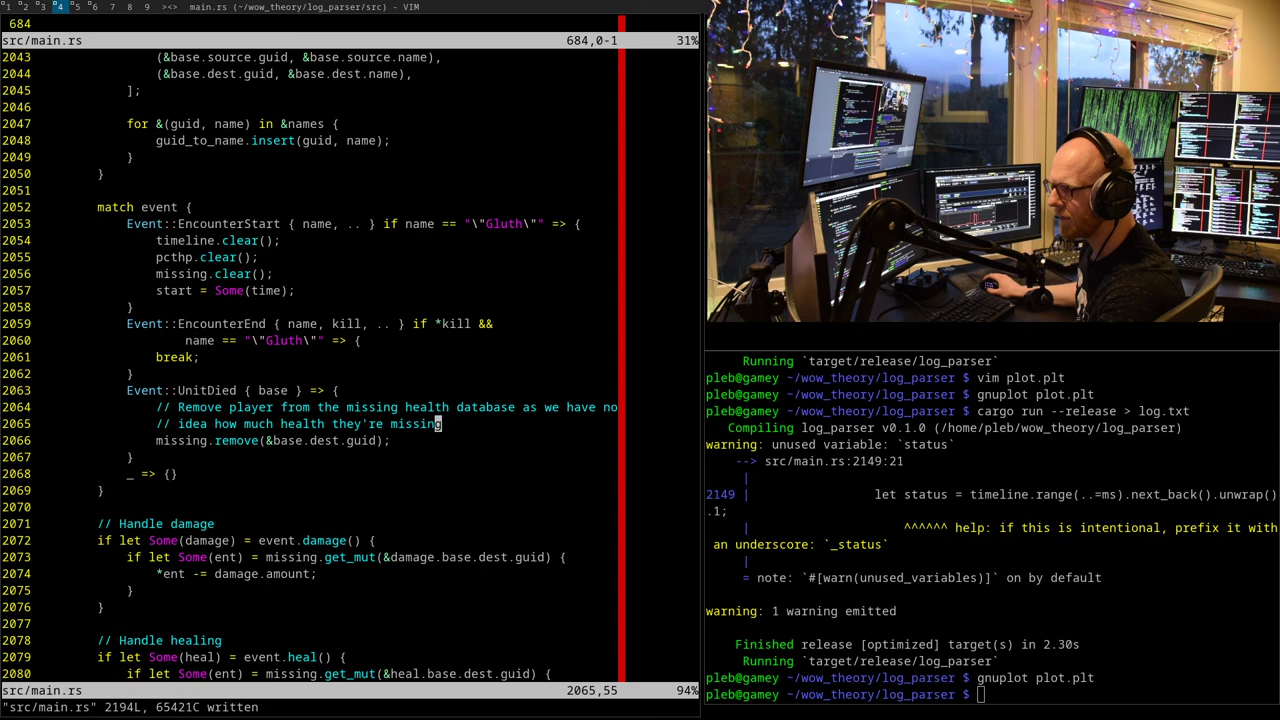 1 2 3 4 5 6 7 8 9 ><> main.rs (~/wow_theory/log_parser/src) - VIM
684
src/main.rs 684,0-1 31%
2043 (&base.source.guid, &base.source.name),
2044 (&base.dest.guid, &base.dest.name),
2045 ];
2046
2047 for &(guid, name) in &names {
2048 guid_to_name.insert(guid, name);
2049 }
2050 }
2051
2052 match event {
2053 Event::EncounterStart { name, .. } if name == "\"Gluth\"" => {
2054 timeline.clear();
2055 pcthp.clear();
2056 missing.clear();
2057 start = Some(time);
2058 }
2059 Event::EncounterEnd { name, kill, .. } if *kill &&
2060 name == "\"Gluth\"" => {
2061 break;
2062 }
2063 Event::UnitDied { base } => {
2064 // Remove player from the missing health database as we have no
2065 // idea how much health they're missing
2066 missing.remove(&base.dest.guid);
2067 }
2068 _ => {}
2069 }
2070
2071 // Handle damage
2072 if let Some(damage) = event.damage() {
2073 if let Some(ent) = missing.get_mut(&damage.base.dest.guid) {
2074 *ent -= damage.amount;
2075 }
2076 }
2077
2078 // Handle healing
2079 if let Some(heal) = event.heal() {
2080 if let Some(ent) = missing.get_mut(&heal.base.dest.guid) {
src/main.rs 2065,55 94%
"src/main.rs" 2194L, 65421C written
Running `target/release/log_parser`
pleb@gamey ~/wow_theory/log_parser $ vim plot.plt
pleb@gamey ~/wow_theory/log_parser $ gnuplot plot.plt
pleb@gamey ~/wow_theory/log_parser $ cargo run --release > log.txt
Compiling log_parser v0.1.0 (/home/pleb/wow_theory/log_parser)
warning: unused variable: `status`
--> src/main.rs:2149:21
|
2149 | let status = timeline.range(..=ms).next_back().unwrap()
.1;
| ^^^^^^ help: if this is intentional, prefix it with
an underscore: `_status`
|
= note: `#[warn(unused_variables)]` on by default
warning: 1 warning emitted
Finished release [optimized] target(s) in 2.30s
Running `target/release/log_parser`
pleb@gamey ~/wow_theory/log_parser $ gnuplot plot.plt
pleb@gamey ~/wow_theory/log_parser $